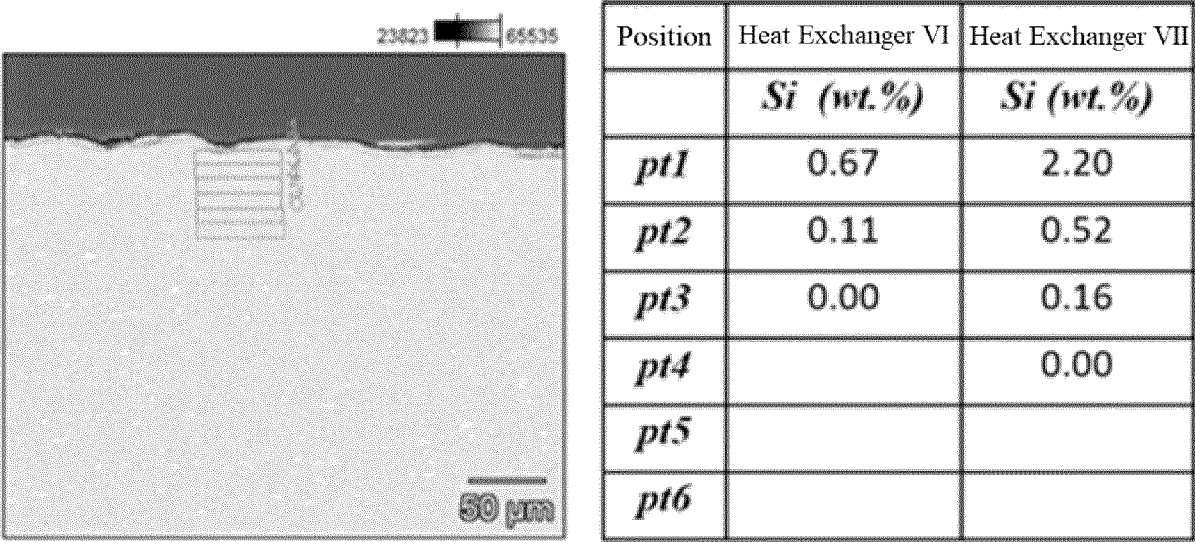 23823 65535
50 µm
Position Heat Exchanger VI Heat Exchanger VII
Si (wt.%) Si (wt.%)
pt1 0.67 2.20
pt2 0.11 0.52
pt3 0.00 0.16
pt4 0.00
pt5
pt6